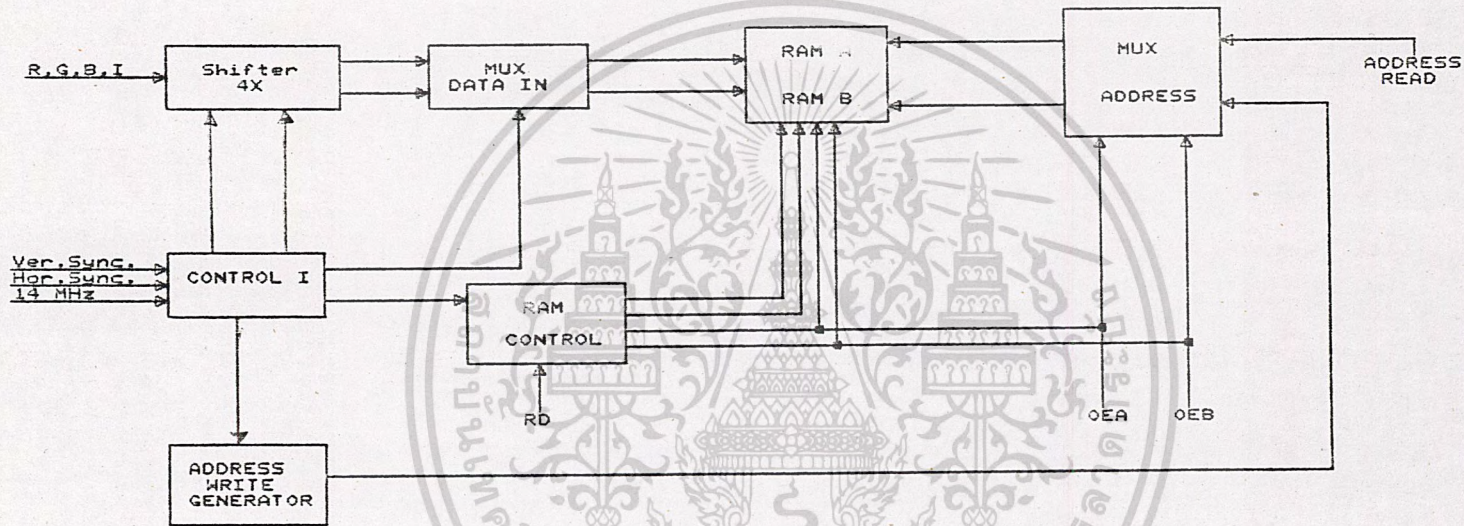 R,G,B,I
Shifter
4X
MUX
DATA IN
RAM A
RAM B
MUX
ADDRESS
ADDRESS
READ
Ver.Sync.
Hor.Sync.
14 MHz
CONTROL I
RAM
CONTROL
RD
OEA
OEB
ADDRESS
WRITE
GENERATOR